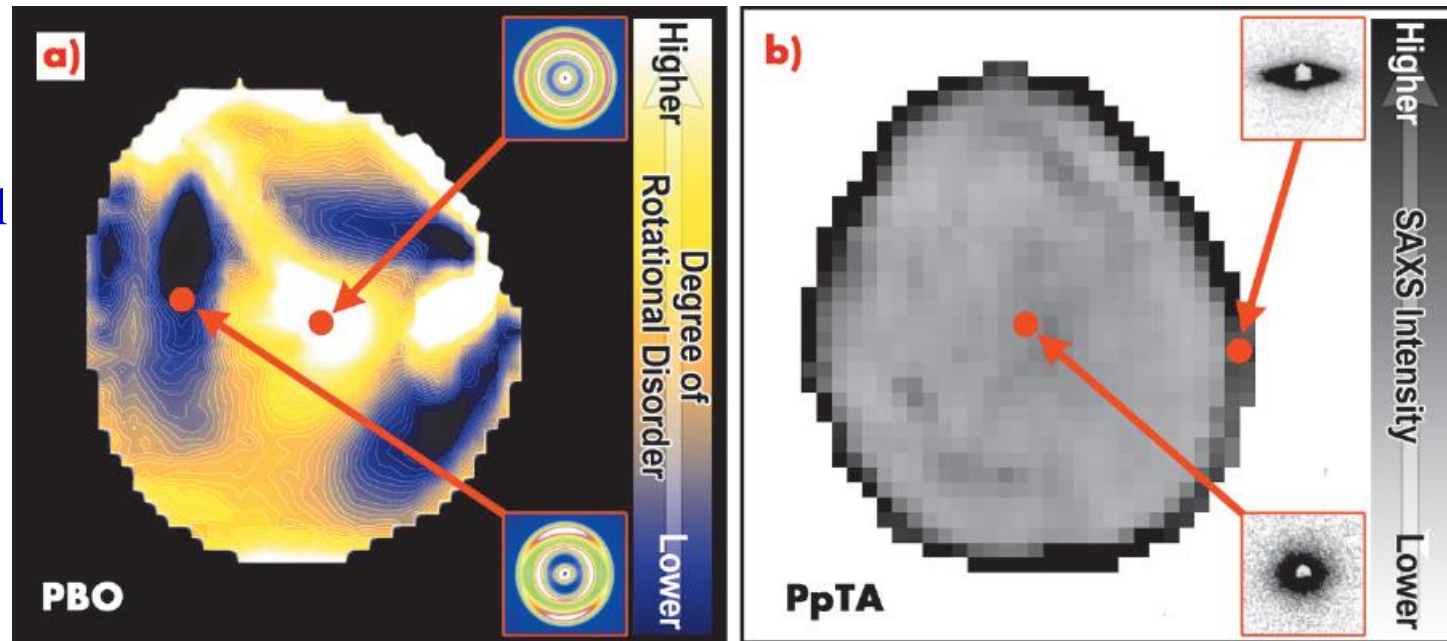 a)
Higher
Degree of
Rotational Disorder
Lower
PBO
b)
Higher
SAXS Intensity
Lower
PpTA